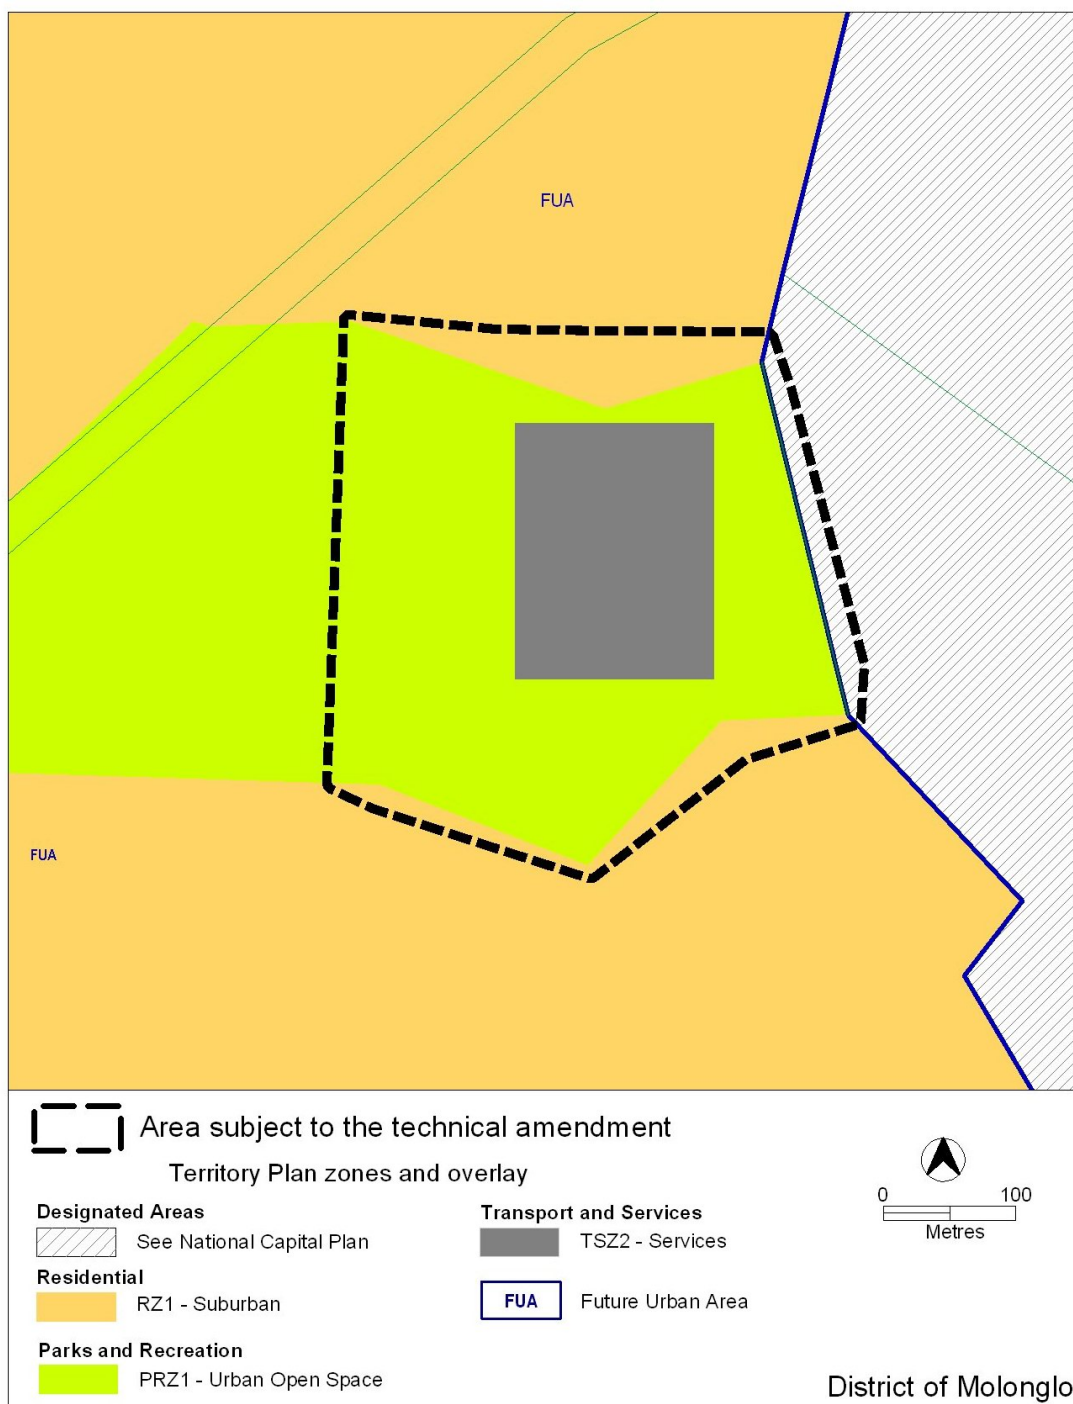 FUA
FUA
Area subject to the technical amendment
Territory Plan zones and overlay
Designated Areas
See National Capital Plan
Residential
RZ1 - Suburban
Parks and Recreation
PRZ1 - Urban Open Space
Transport and Services
TSZ2 - Services
FUA Future Urban Area
0 100
Metres
District of Molonglo